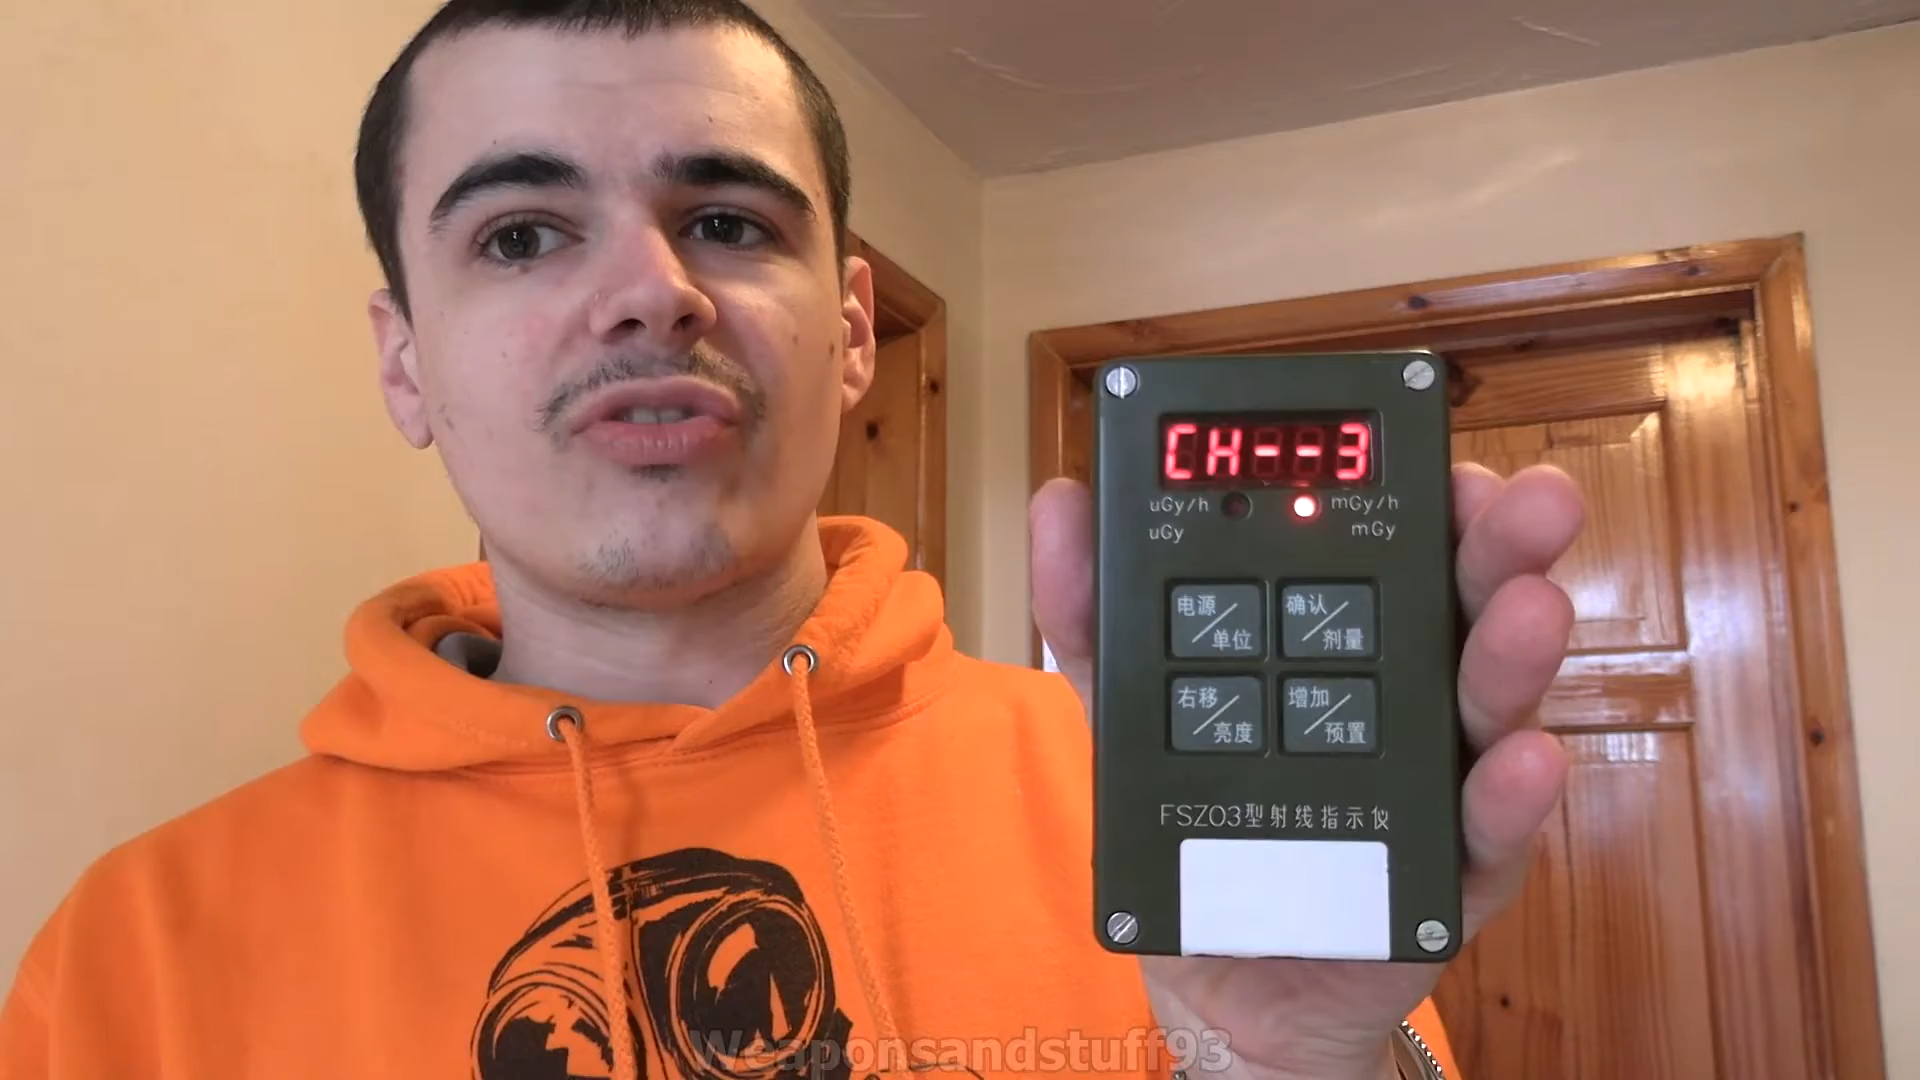 CH--3
uGy/h
mGy/h
uGy
mGy
电源/单位
确认/剂量
右移/亮度
增加/预置
FSZ03型射线指示仪
Weaponsandstuff93